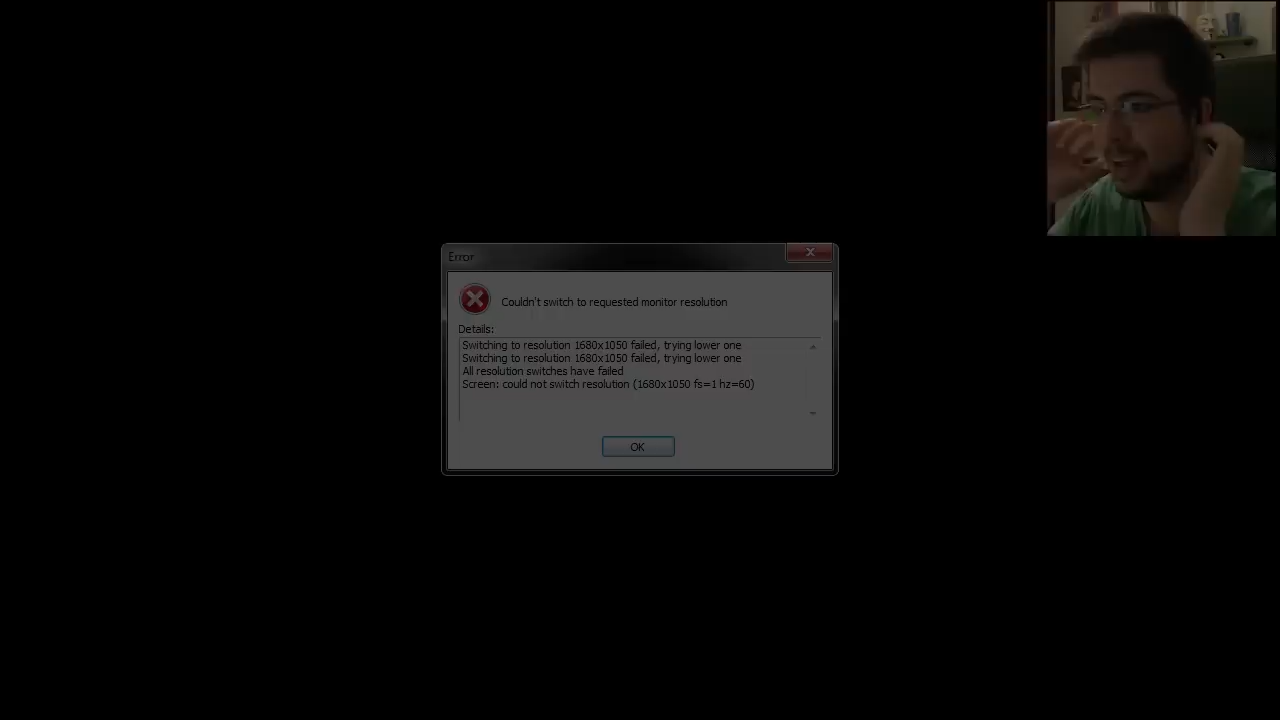 Error
Couldn't switch to requested monitor resolution
Details:
Switching to resolution 1680x1050 failed, trying lower one
Switching to resolution 1680x1050 failed, trying lower one
All resolution switches have failed
Screen: could not switch resolution (1680x1050 fs=1 hz=60)
OK